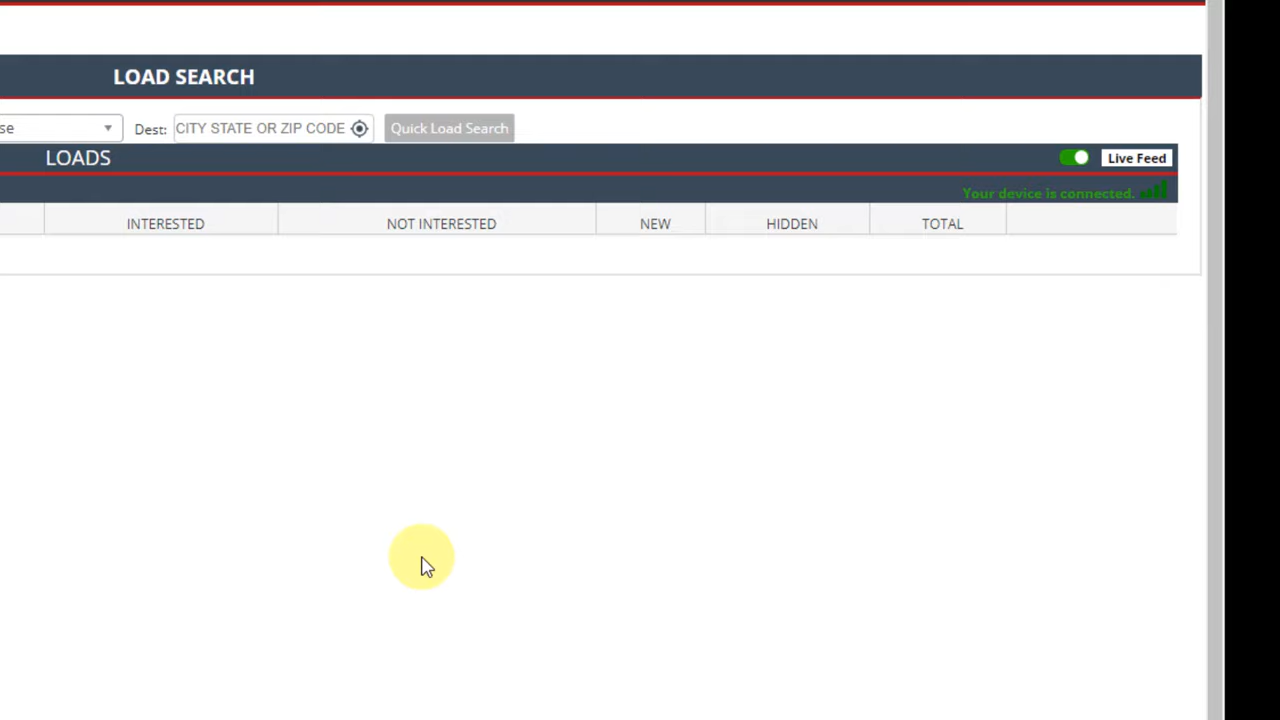 LOAD SEARCH
se Dest: CITY STATE OR ZIP CODE Quick Load Search
LOADS Live Feed
Your device is connected.
INTERESTED NOT INTERESTED NEW HIDDEN TOTAL